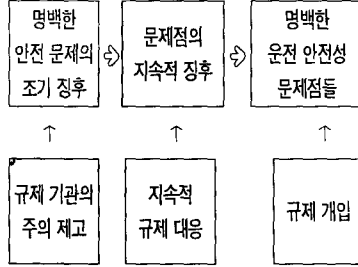 명백한
안전 문제의
조기 징후
문제점의
지속적 징후
명백한
운전 안전성
문제점들
규제 기관의
주의 제고
지속적
규제 대응
규제 개입